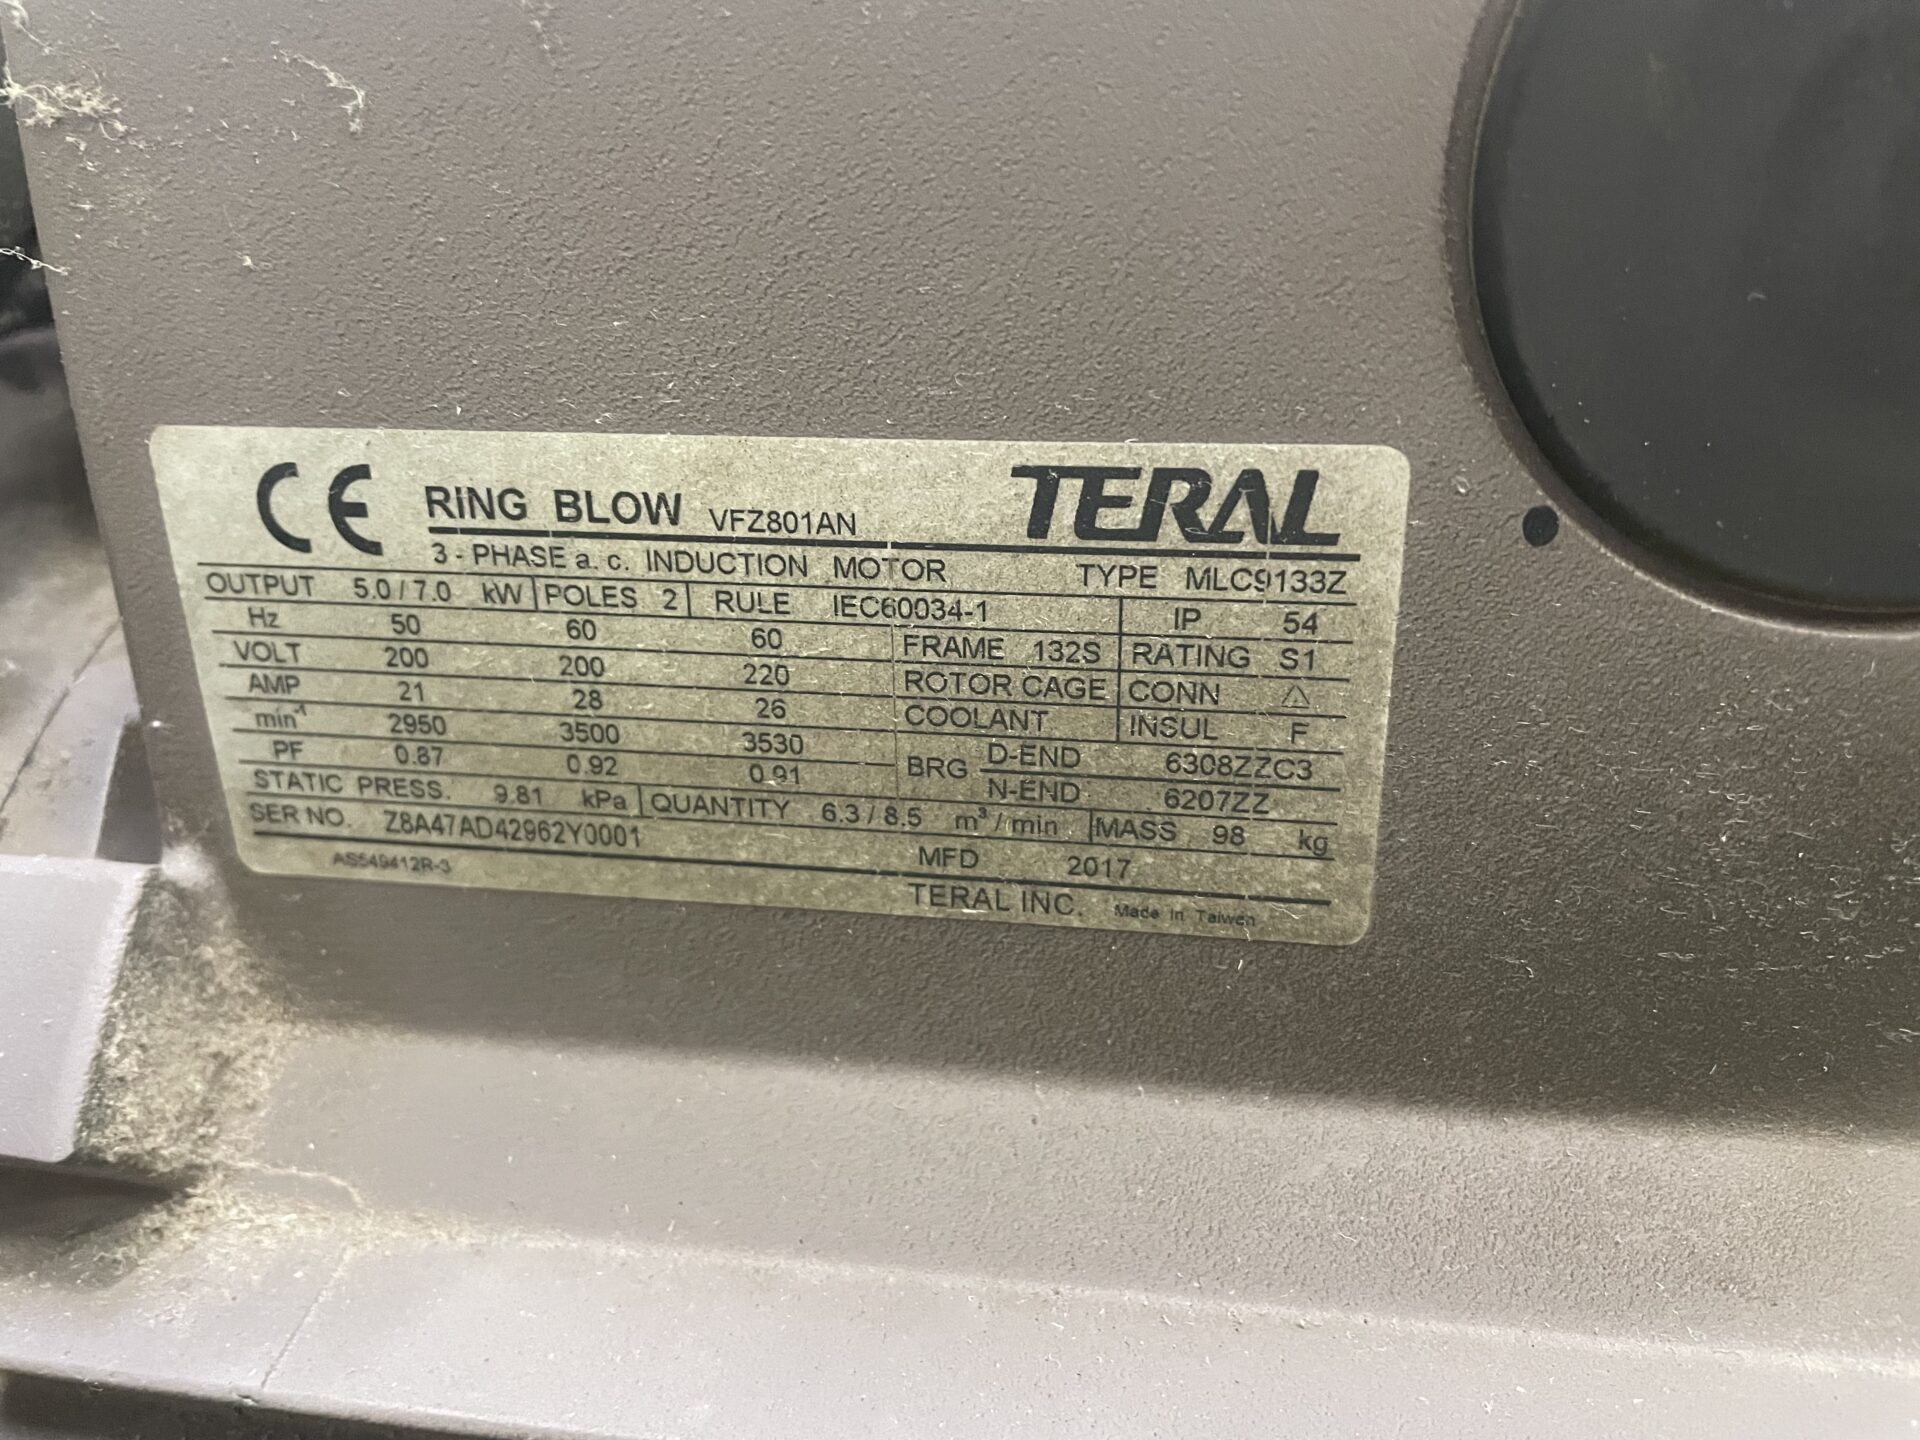 CE RING BLOW VFZ801AN TERAL
3-PHASE a.c. INDUCTION MOTOR TYPE MLC9133Z
OUTPUT 5.0/7.0 kW POLES 2 RULE IEC60034-1 IP 54
Hz 50 60 60 FRAME 132S RATING S1
VOLT 200 200 220 ROTOR CAGE CONN △
AMP 21 28 26 COOLANT INSUL F
min-1 2950 3500 3530 BRG D-END 6308ZZC3
PF 0.87 0.92 0.91 N-END 6207ZZ
STATIC PRESS. 9.81 kPa QUANTITY 6.3/8.5 m³/min MASS 98 kg
SER NO. Z8A47AD42962Y0001 MFD 2017
AS549412R-3 TERAL INC. Made in Taiwan